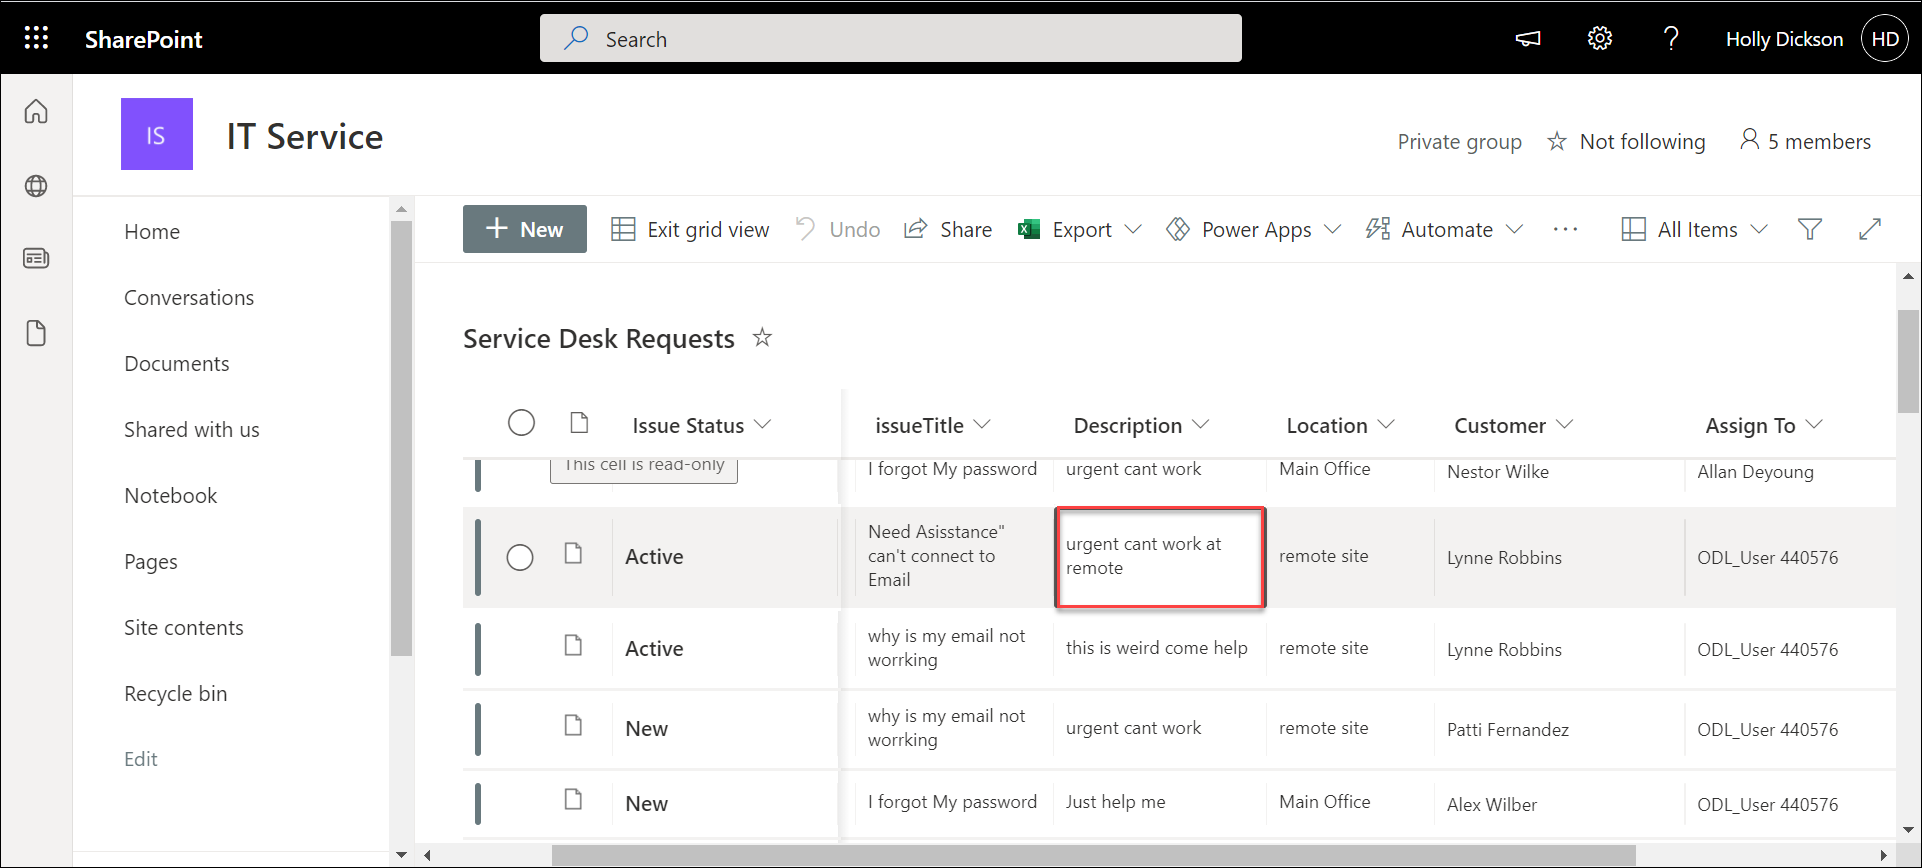 SharePoint
Search
Holly Dickson
HD
IS
IT Service
Private group
Not following
5 members
Home
Conversations
Documents
Shared with us
Notebook
Pages
Site contents
Recycle bin
Edit
New
Exit grid view
Undo
Share
Export
Power Apps
Automate
···
All Items
Service Desk Requests
Issue Status
issueTitle
Description
Location
Customer
Assign To
This cell is read-only
I forgot My password
urgent cant work
Main Office
Nestor Wilke
Allan Deyoung
Active
Need Asisstance"
can't connect to
Email
urgent cant work at
remote
remote site
Lynne Robbins
ODL_User 440576
Active
why is my email not
worrking
this is weird come help
remote site
Lynne Robbins
ODL_User 440576
New
why is my email not
worrking
urgent cant work
remote site
Patti Fernandez
ODL_User 440576
New
I forgot My password
Just help me
Main Office
Alex Wilber
ODL_User 440576